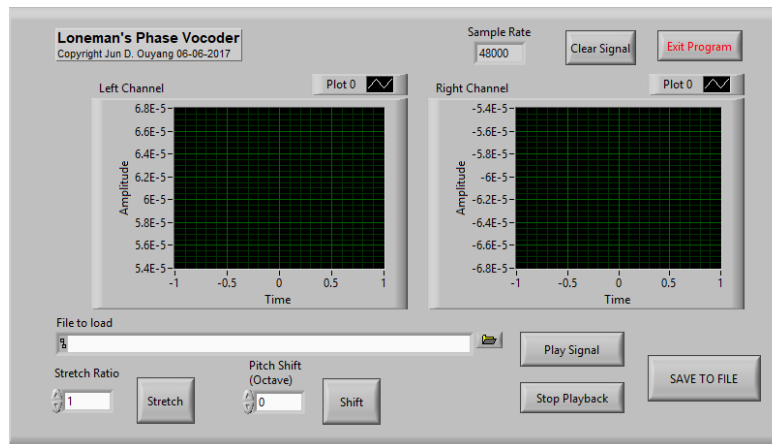 Loneman's Phase Vocoder
Copyright Jun D. Ouyang 06-06-2017
Sample Rate
48000
Clear Signal
Exit Program
Left Channel
Plot 0
6.8E-5
6.6E-5
6.4E-5
6.2E-5
6E-5
5.8E-5
5.6E-5
5.4E-5
Amplitude
-1 -0.5 0 0.5 1
Time
Right Channel
Plot 0
-5.4E-5
-5.6E-5
-5.8E-5
-6E-5
-6.2E-5
-6.4E-5
-6.6E-5
-6.8E-5
Amplitude
-1 -0.5 0 0.5 1
Time
File to load
Stretch Ratio
1
Stretch
Pitch Shift
(Octave)
0
Shift
Play Signal
Stop Playback
SAVE TO FILE